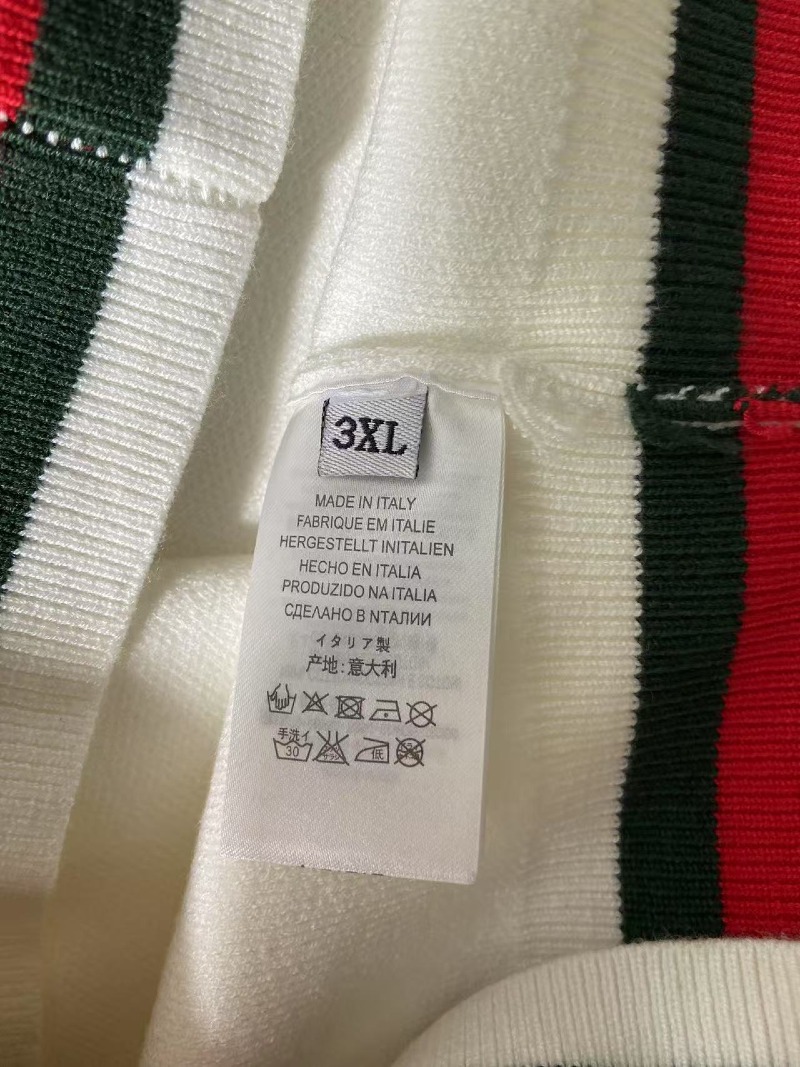 3XL
MADE IN ITALY
FABRIQUE EM ITALIE
HERGESTELLT INITALIEN
HECHO EN ITALIA
PRODUZIDO NA ITALIA
СДЕЛАНО В NТАЛИИ
イタリア製
产地:意大利
手洗イ
30 低